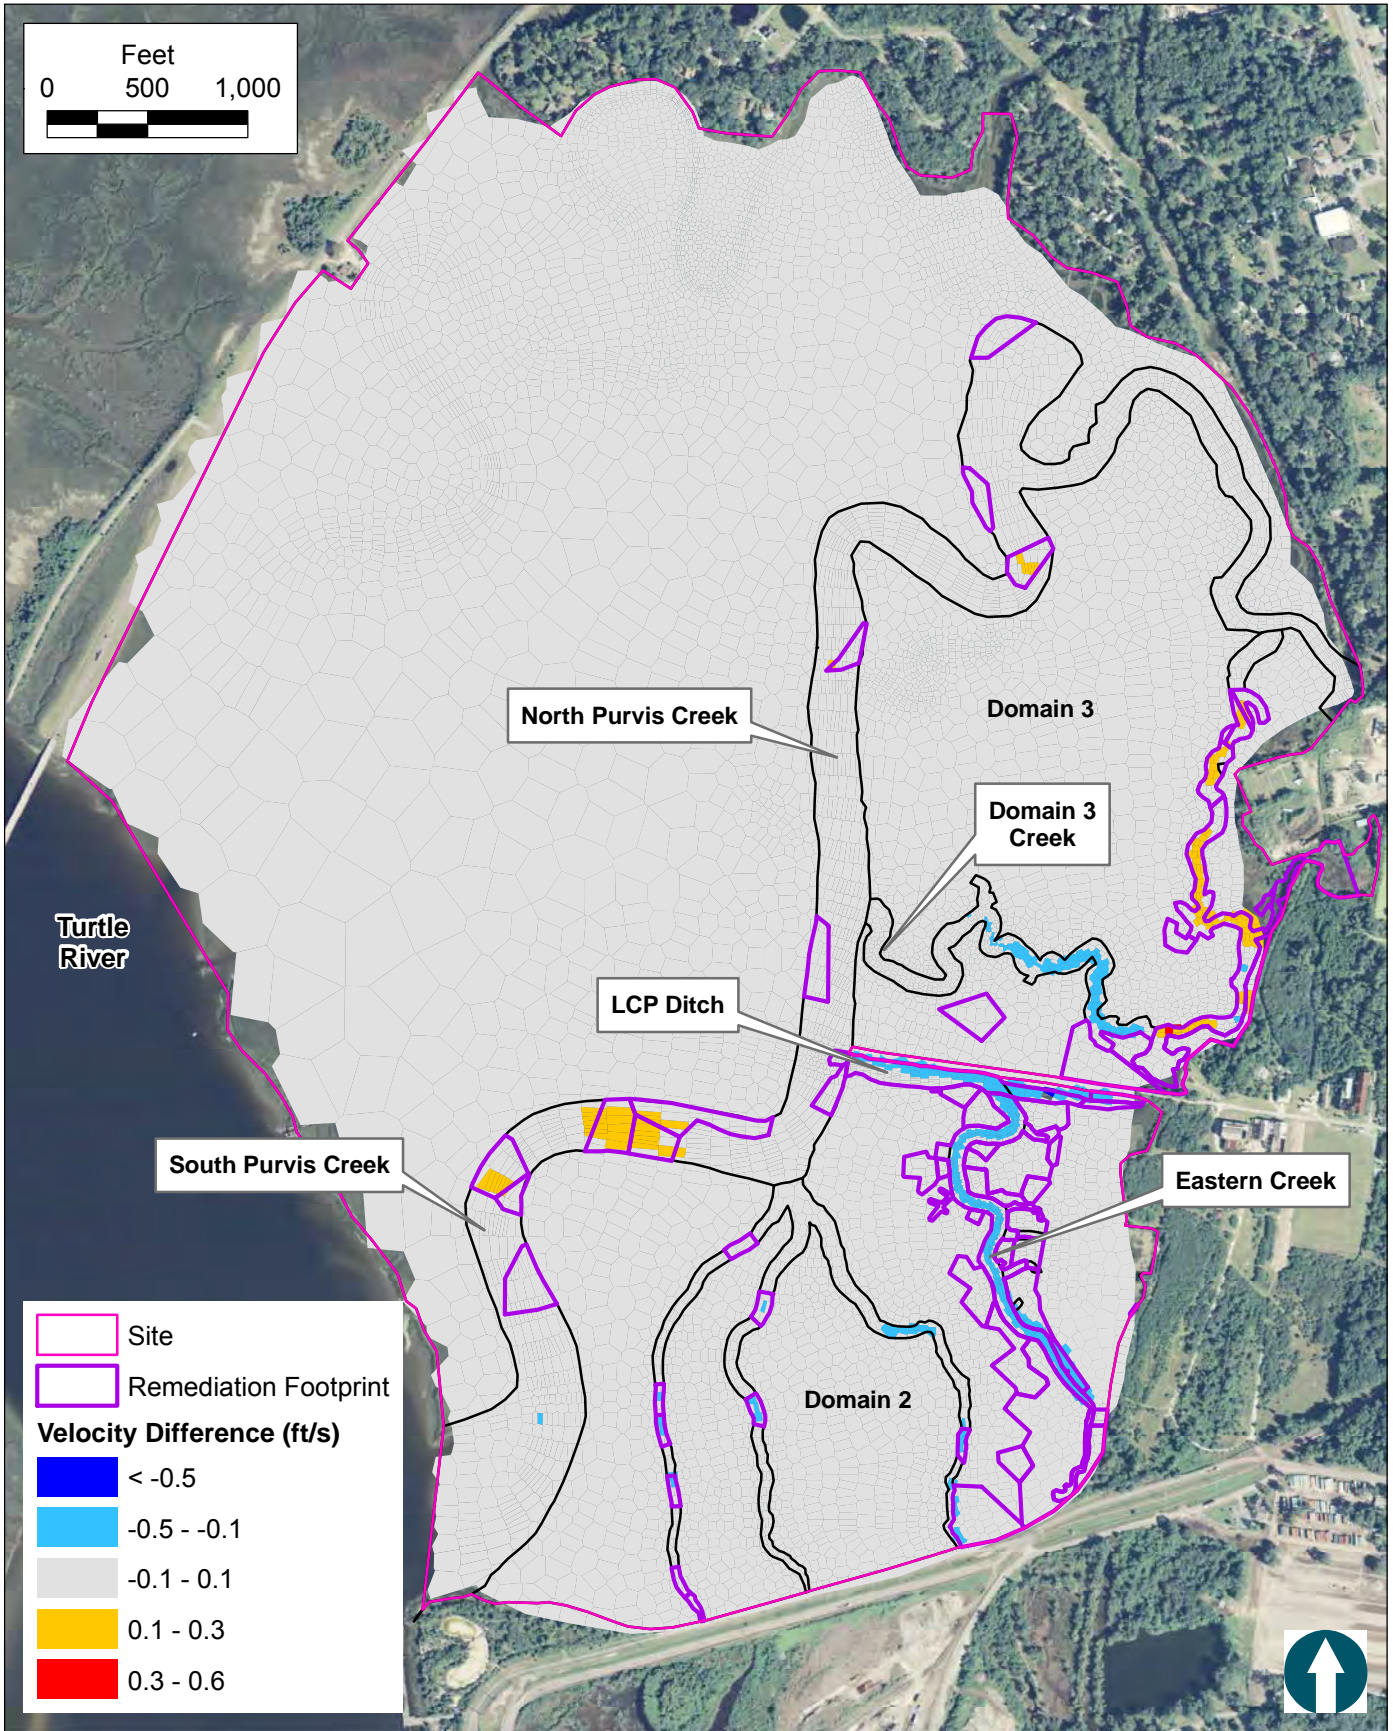 Feet
0 500 1,000
North Purvis Creek
Domain 3
Domain 3
Creek
Turtle
River
LCP Ditch
South Purvis Creek
Eastern Creek
Domain 2
Site
Remediation Footprint
Velocity Difference (ft/s)
< -0.5
-0.5 - -0.1
-0.1 - 0.1
0.1 - 0.3
0.3 - 0.6